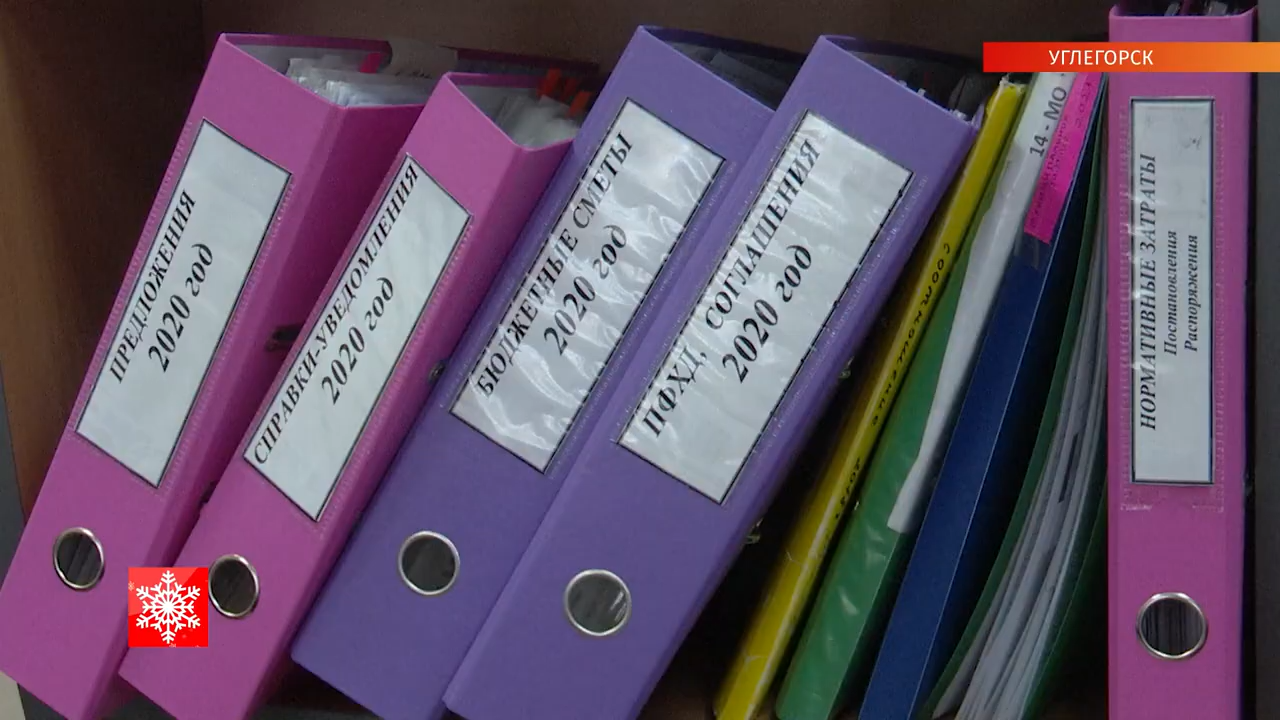 УГЛЕГОРСК
ПРЕДЛОЖЕНИЯ
2020 год
СПРАВКИ-УВЕДОМЛЕНИЯ
2020 год
БЮДЖЕТНЫЕ СМЕТЫ
2020 год
ПФХД, СОГЛАШЕНИЯ
2020 год
14 - МО
НОРМАТИВНЫЕ ЗАТРАТЫ
Постановления
Распоряжения